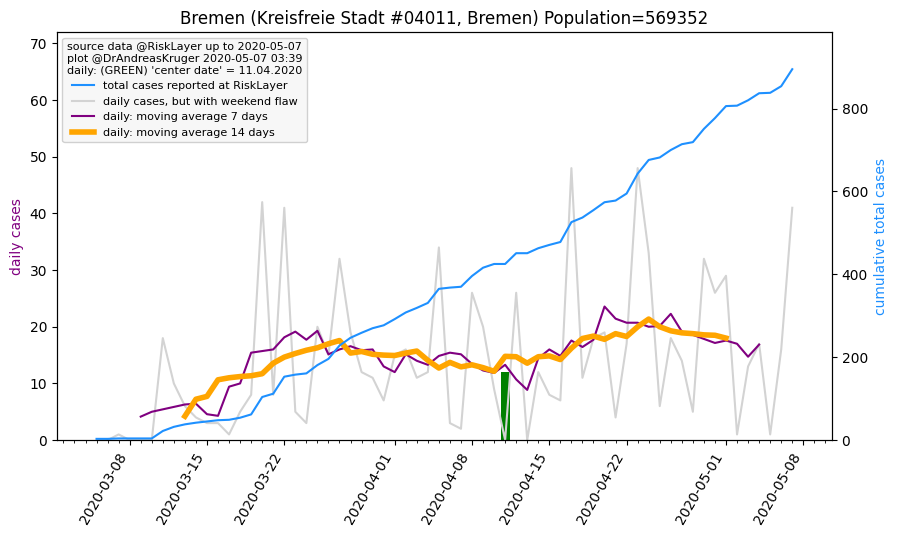 Bremen (Kreisfreie Stadt #04011, Bremen) Population=569352
source data @RiskLayer up to 2020-05-07
plot @DrAndreasKruger 2020-05-07 03:39
daily: (GREEN) 'center date' = 11.04.2020
total cases reported at RiskLayer
daily cases, but with weekend flaw
daily: moving average 7 days
daily: moving average 14 days
daily cases
70
60
50
40
30
20
10
0
cumulative total cases
800
600
400
200
0
2020-03-08
2020-03-15
2020-03-22
2020-04-01
2020-04-08
2020-04-15
2020-04-22
2020-05-01
2020-05-08